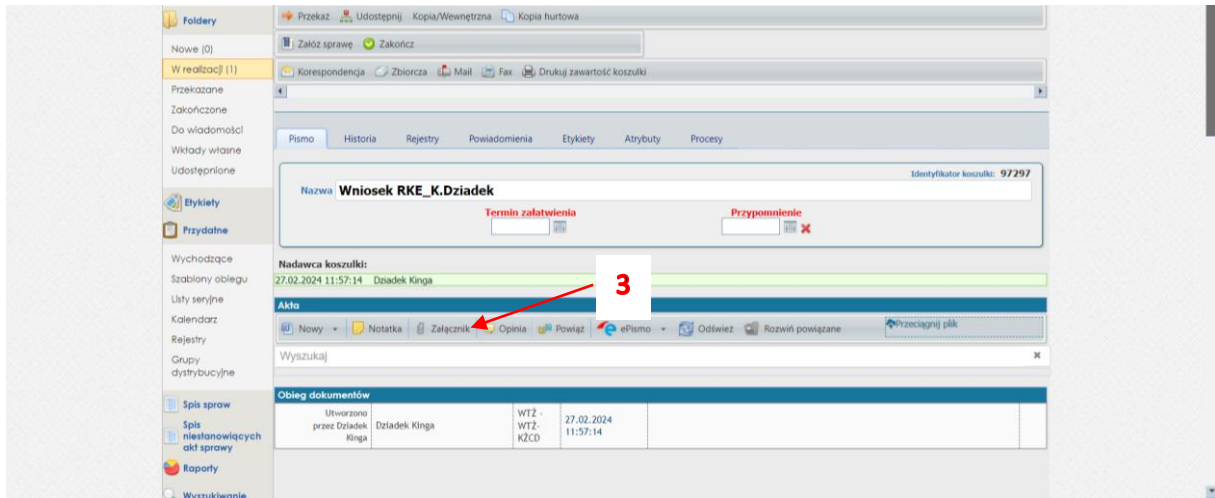 Foldery
Nowe (0)
W realizacji (1)
Przekazane
Zakończone
Do wiadomości
Wkłady własne
Udostępnione
Etykiety
Przydatne
Wychodzące
Szablony obiegu
Listy seryjne
Kalendarz
Rejestry
Grupy
dystrybucyjne
Spis spraw
Spis
niestanowiących
akt sprawy
Raporty
Wyszukiwanie
Przekaż Udostępnij Kopia/Wewnętrzna Kopia hurtowa
Załóż sprawę Zakończ
Korespondencja Zbiorcza Mail Fax Drukuj zawartość koszulki
Pismo Historia Rejestry Powiadomienia Etykiety Atrybuty Procesy
Identyfikator koszulki: 97297
Nazwa Wniosek RKE_K.Dziadek
Termin załatwienia Przypomnienie
Nadawca koszulki:
27.02.2024 11:57:14 Dziadek Kinga
3
Akta
Nowy Notatka Załącznik Opinia Powiąż ePismo Odśwież Rozwiń powiązane Przeciągnij plik
Wyszukaj
Obieg dokumentów
Utworzono
przez Dziadek
Kinga
Dziadek Kinga
WTŻ -
WTŻ-
KŻCD
27.02.2024
11:57:14